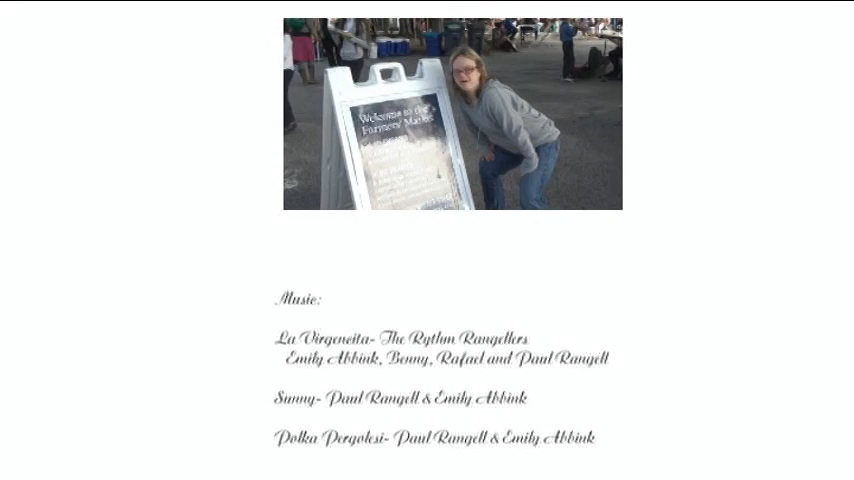 Welcome to the
Farmers' Market
Music:
La Virgencita- The Rythm Rangellers
Emily Abbink, Benny, Rafael and Paul Rangell
Sunny- Paul Rangell & Emily Abbink
Polka Pergolesi- Paul Rangell & Emily Abbink